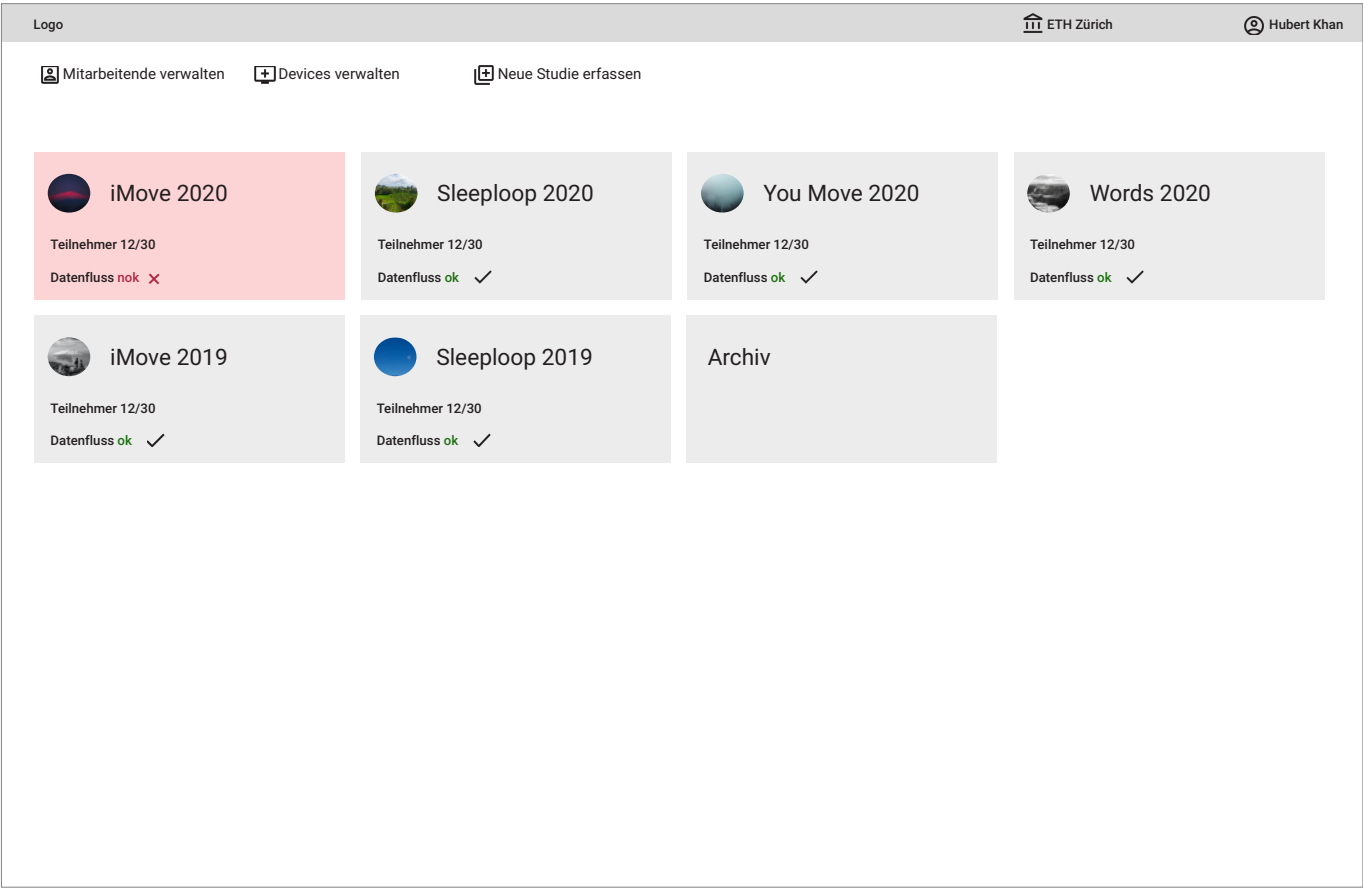 Logo
ETH Zürich
Hubert Khan
Mitarbeitende verwalten
Devices verwalten
Neue Studie erfassen
iMove 2020
Teilnehmer 12/30
Datenfluss nok
Sleeploop 2020
Teilnehmer 12/30
Datenfluss ok
You Move 2020
Teilnehmer 12/30
Datenfluss ok
Words 2020
Teilnehmer 12/30
Datenfluss ok
iMove 2019
Teilnehmer 12/30
Datenfluss ok
Sleeploop 2019
Teilnehmer 12/30
Datenfluss ok
Archiv